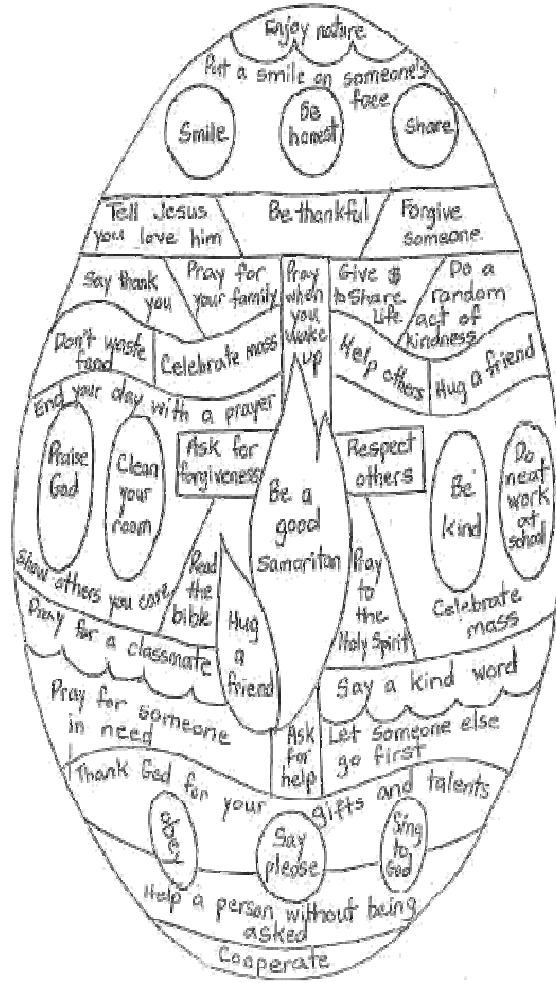 Enjoy nature
Put a smile on someone's
face
Smile
Be
honest
Share
Tell Jesus
you love him
Be thankful
Forgive
someone
Say thank
you
Pray for
your family
Pray
when
you
wake
up
Give $
to Share
Life
Do a
random
act of
kindness
Don't waste
food
Celebrate mass
Help others
Hug a friend
End your day with a prayer
Praise
God
Clean
your
room
Ask for
forgiveness
Be a
good
Samaritan
Respect
others
Be
kind
Do
neat
work
at
school
Show others you care
Read
the
bible
Hug
a
friend
Pray
to
the
Holy Spirit
Celebrate
mass
Pray for a classmate
Say a kind word
Pray for someone
in need
Ask
for
help
Let someone else
go first
Thank God for your gifts and talents
Say
please
Sing
to
God
Help a person without being
asked
Cooperate